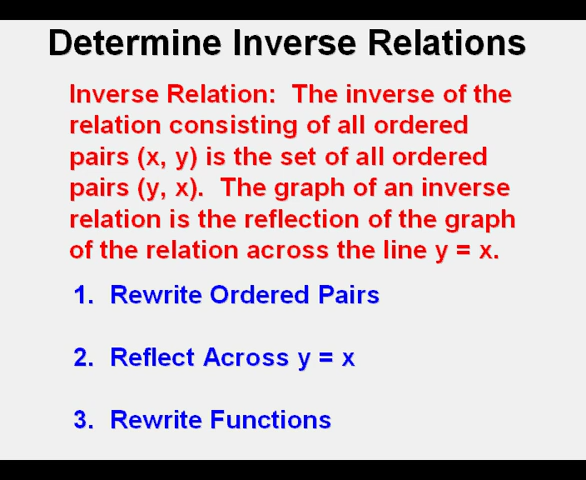 Determine Inverse Relations
Inverse Relation:  The inverse of the
relation consisting of all ordered
pairs (x, y) is the set of all ordered
pairs (y, x).  The graph of an inverse
relation is the reflection of the graph
of the relation across the line y = x.
1.  Rewrite Ordered Pairs
2.  Reflect Across y = x
3.  Rewrite Functions